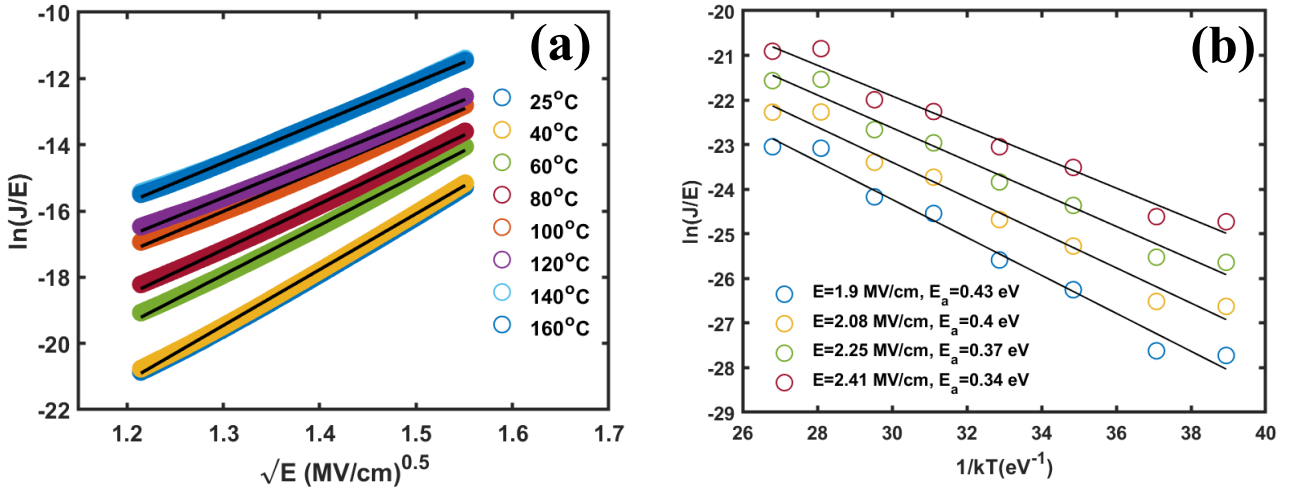 (a)
-10
-12
-14
-16
-18
-20
-22
ln(J/E)
1.2 1.3 1.4 1.5 1.6 1.7
√E (MV/cm)^0.5
25°C
40°C
60°C
80°C
100°C
120°C
140°C
160°C
(b)
-20
-21
-22
-23
-24
-25
-26
-27
-28
-29
ln(J/E)
26 28 30 32 34 36 38 40
1/kT(eV^-1)
E=1.9 MV/cm, E_a=0.43 eV
E=2.08 MV/cm, E_a=0.4 eV
E=2.25 MV/cm, E_a=0.37 eV
E=2.41 MV/cm, E_a=0.34 eV